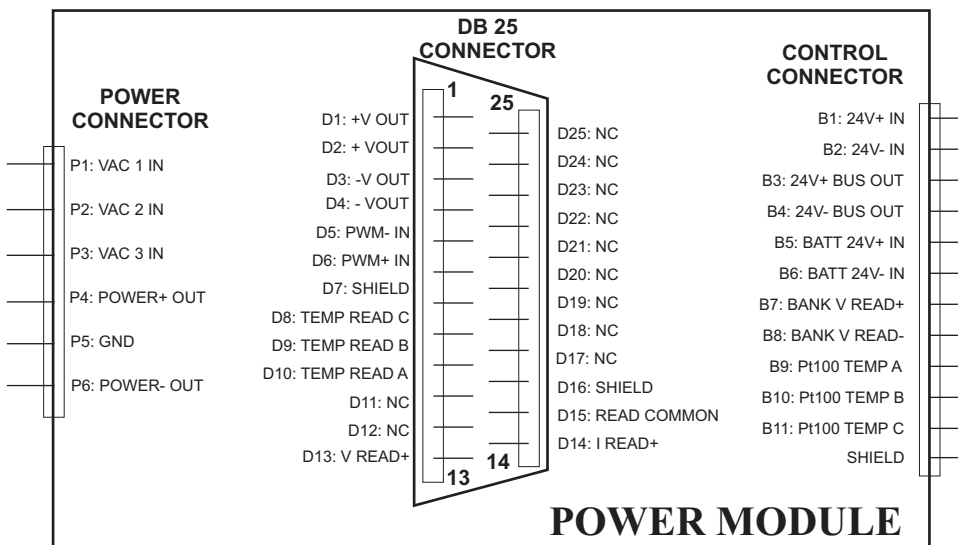 DB 25
CONNECTOR
POWER
CONNECTOR
P1: VAC 1 IN
P2: VAC 2 IN
P3: VAC 3 IN
P4: POWER+ OUT
P5: GND
P6: POWER- OUT
1
D1: +V OUT
D2: + VOUT
D3: -V OUT
D4: - VOUT
D5: PWM- IN
D6: PWM+ IN
D7: SHIELD
D8: TEMP READ C
D9: TEMP READ B
D10: TEMP READ A
D11: NC
D12: NC
D13: V READ+
13
25
D25: NC
D24: NC
D23: NC
D22: NC
D21: NC
D20: NC
D19: NC
D18: NC
D17: NC
D16: SHIELD
D15: READ COMMON
D14: I READ+
14
CONTROL
CONNECTOR
B1: 24V+ IN
B2: 24V- IN
B3: 24V+ BUS OUT
B4: 24V- BUS OUT
B5: BATT 24V+ IN
B6: BATT 24V- IN
B7: BANK V READ+
B8: BANK V READ-
B9: Pt100 TEMP A
B10: Pt100 TEMP B
B11: Pt100 TEMP C
SHIELD
POWER MODULE